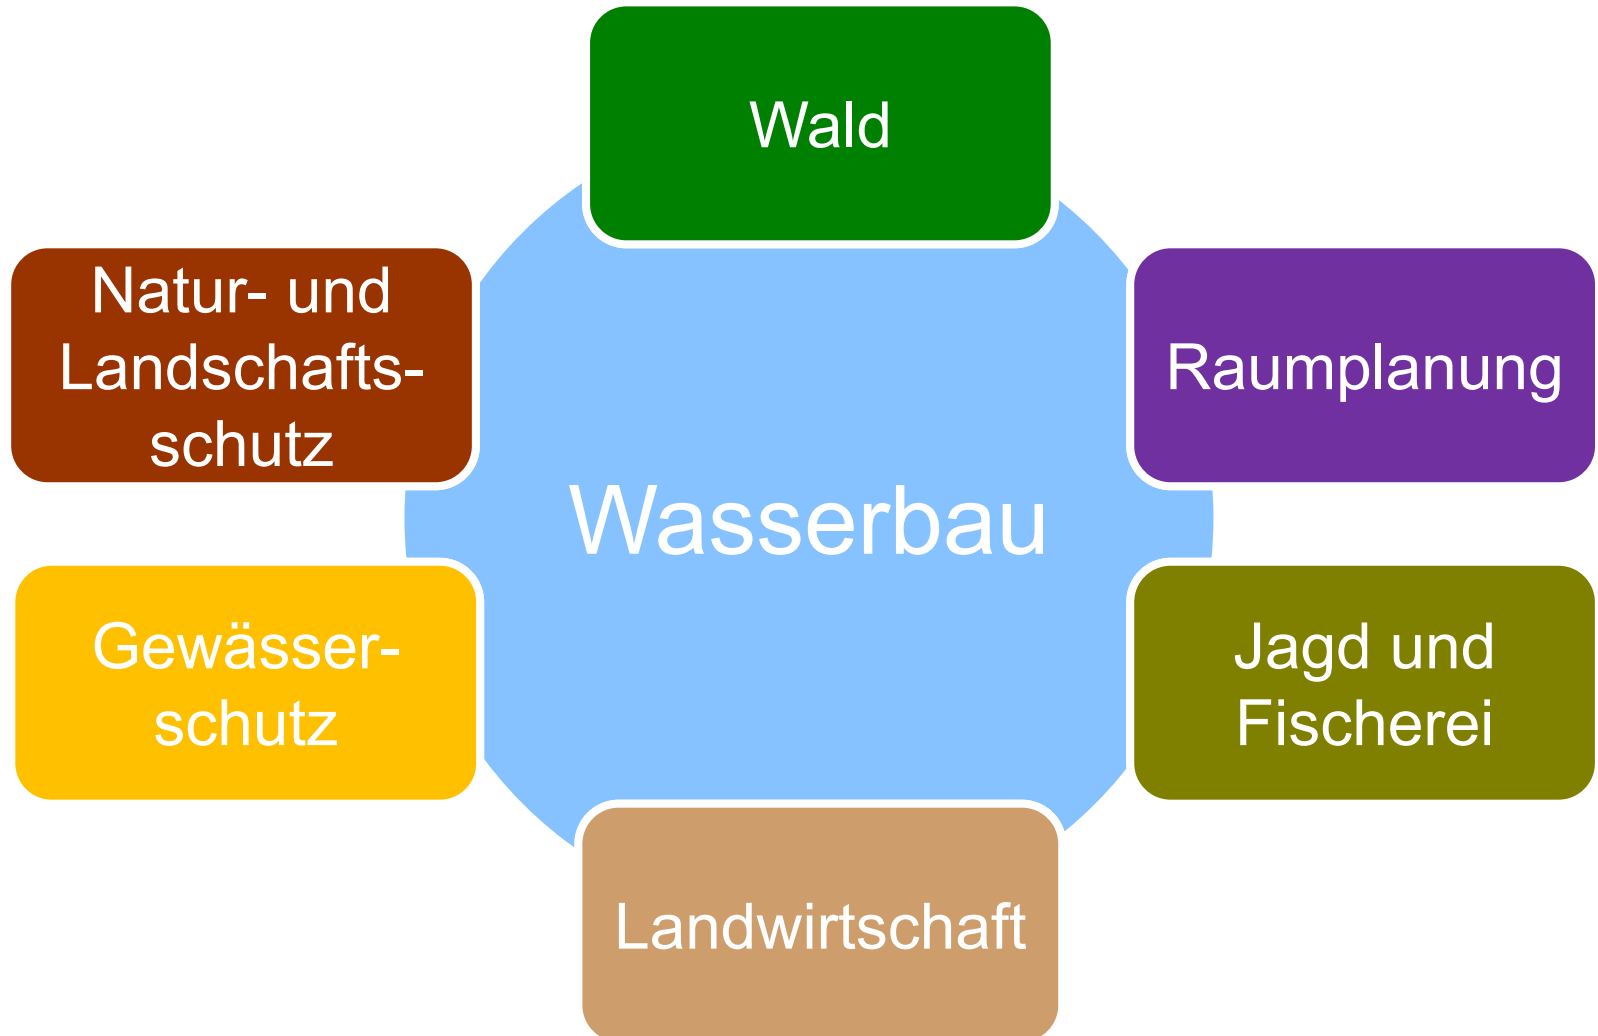 Wald
Natur- und
Landschafts-
schutz
Raumplanung
Wasserbau
Gewässer-
schutz
Jagd und
Fischerei
Landwirtschaft